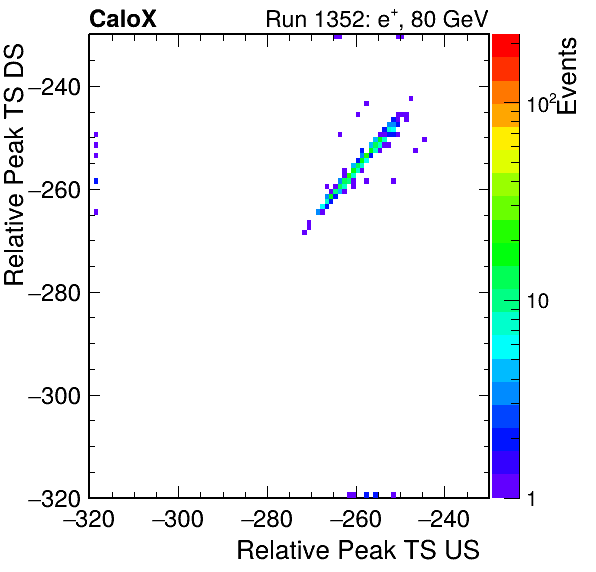 CaloX Run 1352: e⁺, 80 GeV
Relative Peak TS DS
Events
−240
−260
−280
−300
−320
10²
10
1
−320 −300 −280 −260 −240
Relative Peak TS US